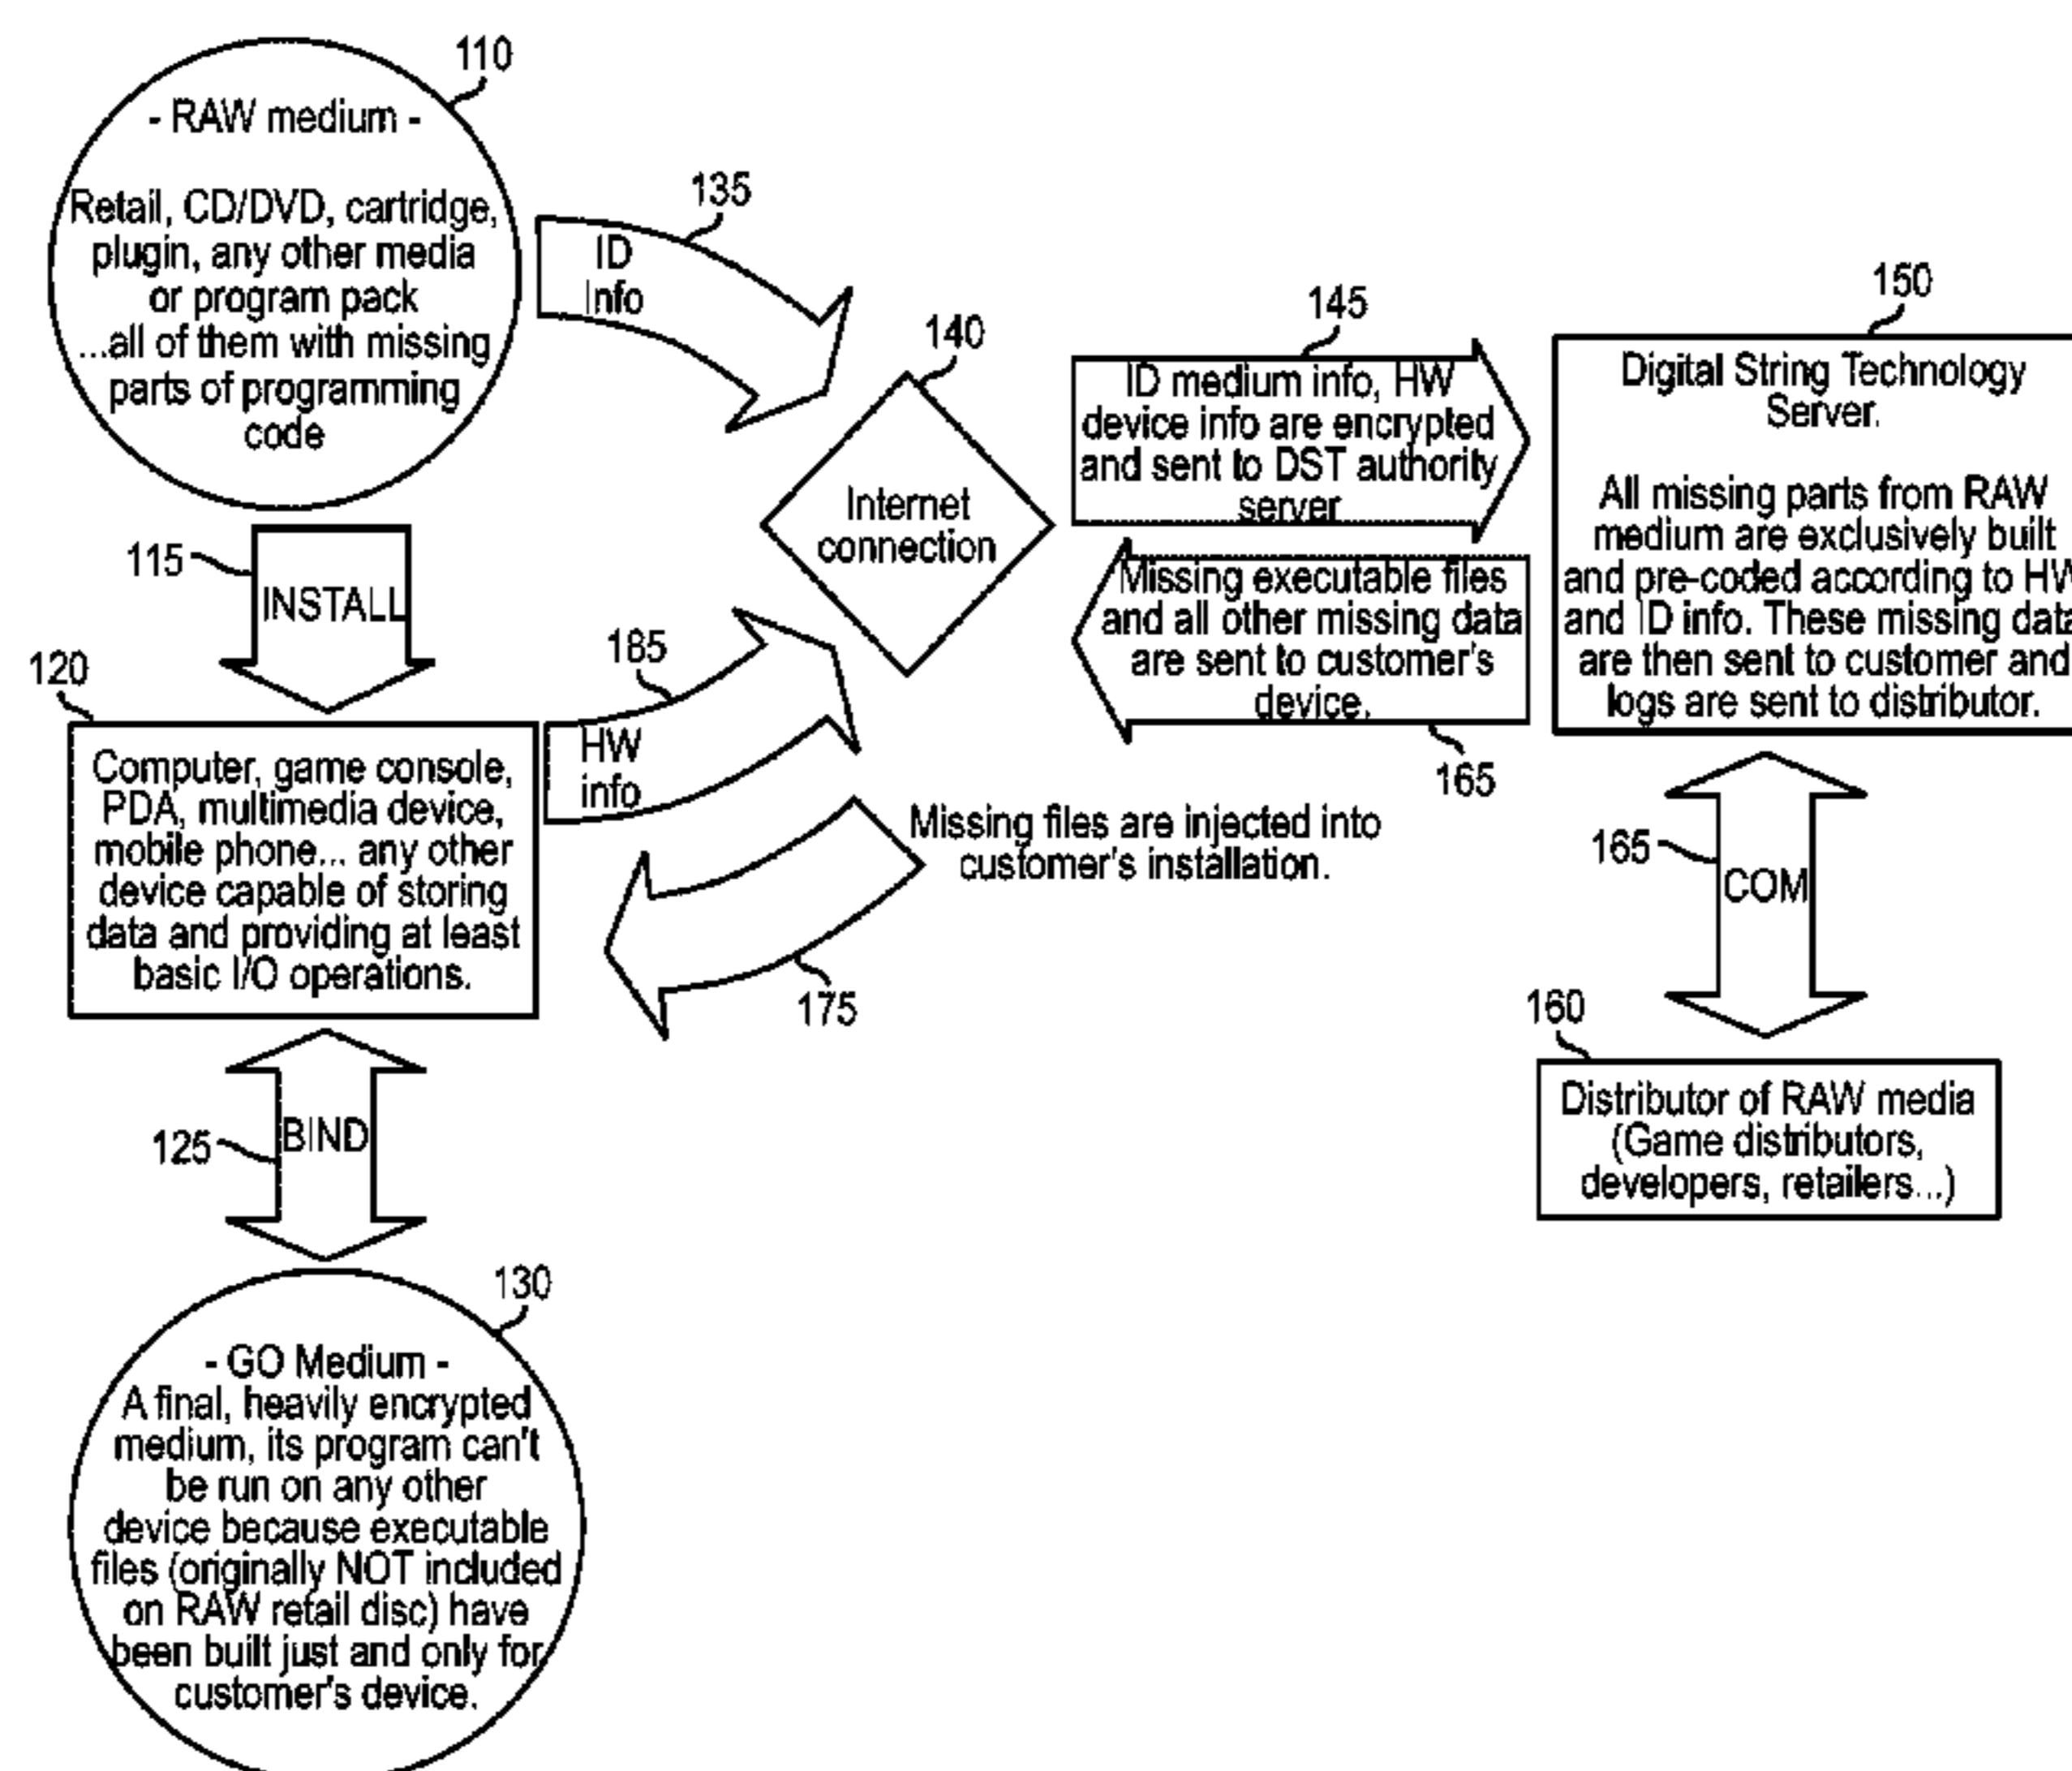 110
- RAW medium -
Retail, CD/DVD, cartridge,
plugin, any other media
or program pack
...all of them with missing
parts of programming
code
135
ID
Info
115
INSTALL
140
Internet
connection
145
ID medium info, HW
device info are encrypted
and sent to DST authority
server
150
Digital String Technology
Server.
All missing parts from RAW
medium are exclusively built
and pre-coded according to HW
and ID info. These missing data
are then sent to customer and
logs are sent to distributor.
Missing executable files
and all other missing data
are sent to customer's
device.
165
120
Computer, game console,
PDA, multimedia device,
mobile phone... any other
device capable of storing
data and providing at least
basic I/O operations.
185
HW
info
Missing files are injected into
customer's installation.
175
165
COM
160
Distributor of RAW media
(Game distributors,
developers, retailers...)
125
BIND
130
- GO Medium -
A final, heavily encrypted
medium, its program can't
be run on any other
device because executable
files (originally NOT included
on RAW retail disc) have
been built just and only for
customer's device.